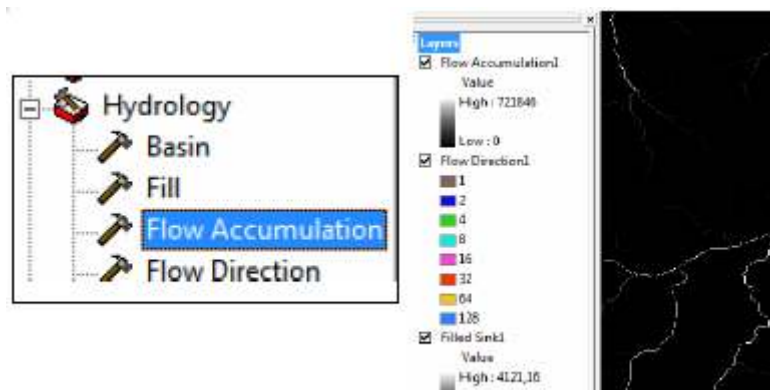 Hydrology
Basin
Fill
Flow Accumulation
Flow Direction
Layers
Flow Accumulation1
Value
High : 721846
Low : 0
Flow Direction1
1
2
4
8
16
32
64
128
Filled Sink1
Value
High : 4121,16